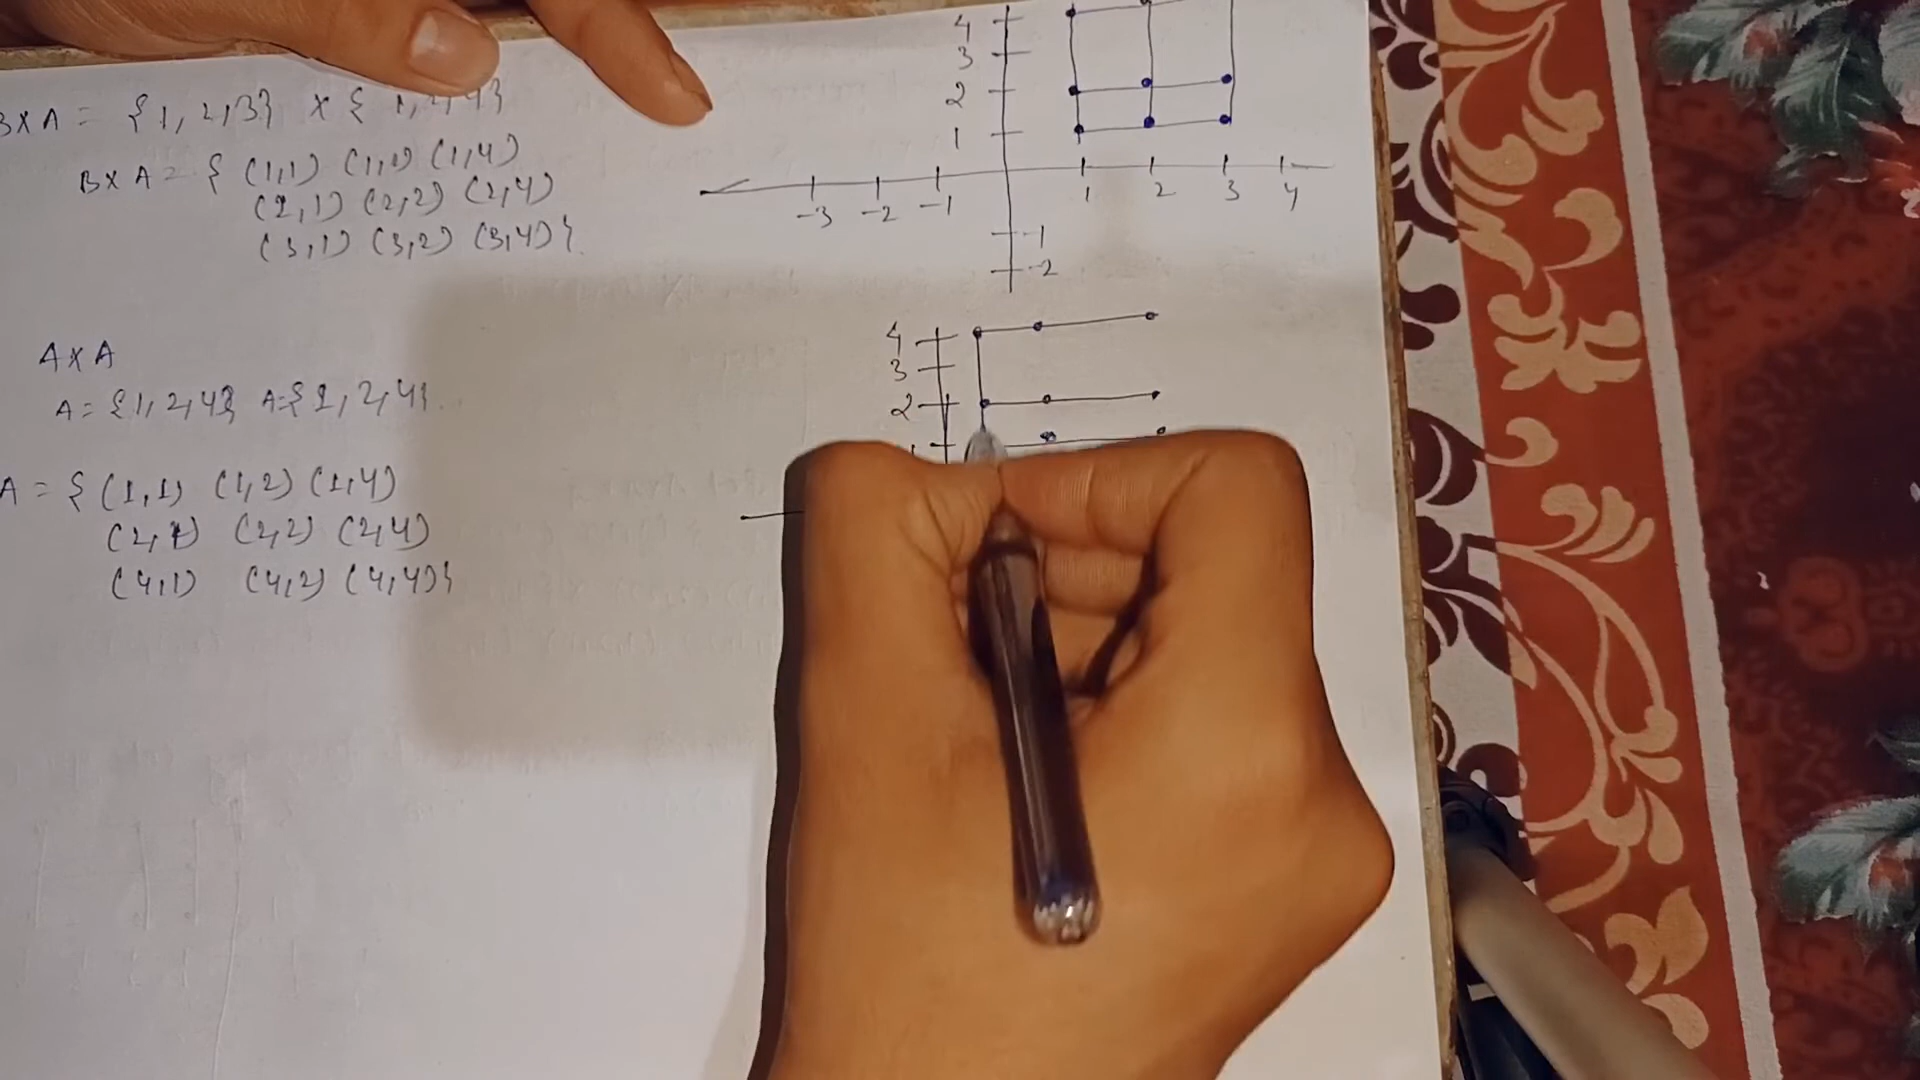 B X A = {1, 2, 3} X { 1, 2, 4}
B X A = { (1,1) (1,2) (1,4)
(2,1) (2,2) (2,4)
(3,1) (3,2) (3,4) }.
4
3
2
1
-3 -2 -1 1 2 3 4
-1
-2
A X A
A = {1, 2, 4} A = {1, 2, 4}.
A = { (1,1) (1,2) (1,4)
(2,1) (2,2) (2,4)
(4,1) (4,2) (4,4) }
4
3
2
1